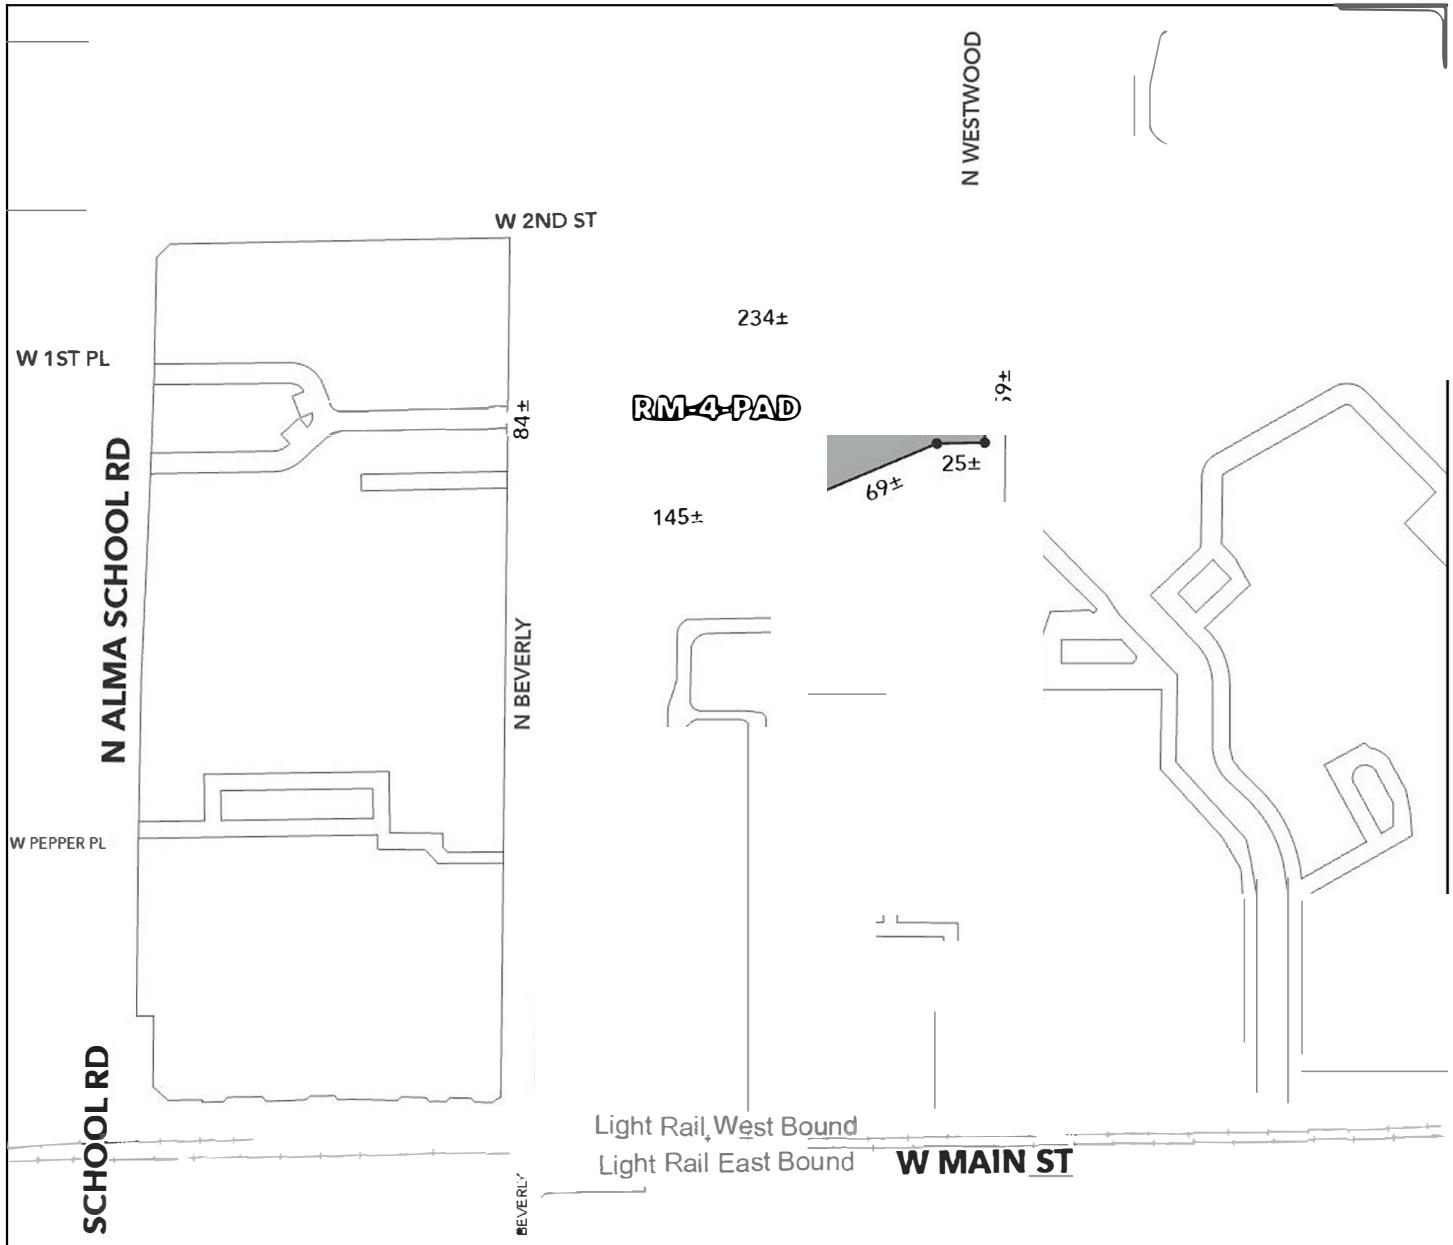 N WESTWOOD
W 2ND ST
234±
W 1ST PL
84±
RM-4-PAD
25±
69±
145±
N ALMA SCHOOL RD
N BEVERLY
W PEPPER PL
SCHOOL RD
Light Rail West Bound
Light Rail East Bound
W MAIN ST
BEVERLY